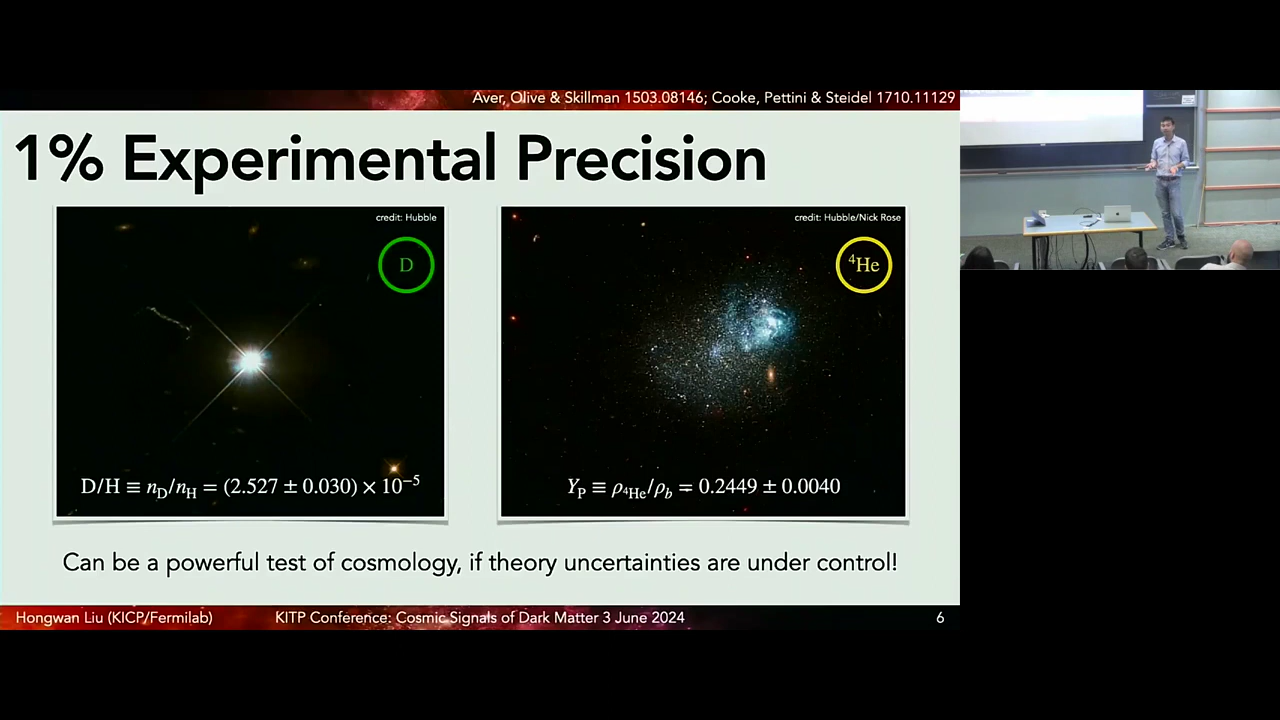 Aver, Olive & Skillman 1503.08146; Cooke, Pettini & Steidel 1710.11129
1% Experimental Precision
credit: Hubble
D
D/H ≡ n_D/n_H = (2.527 ± 0.030) × 10⁻⁵
credit: Hubble/Nick Rose
⁴He
Y_P ≡ ρ_⁴He/ρ_b = 0.2449 ± 0.0040
Can be a powerful test of cosmology, if theory uncertainties are under control!
Hongwan Liu (KICP/Fermilab) KITP Conference: Cosmic Signals of Dark Matter 3 June 2024 6